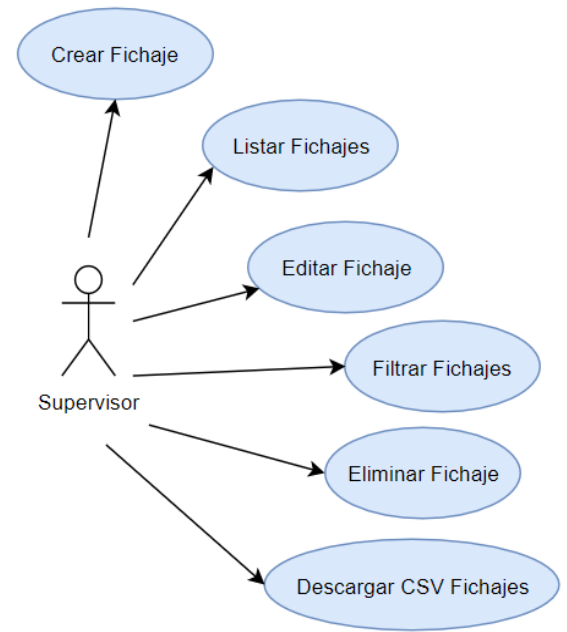 Crear Fichaje
Listar Fichajes
Editar Fichaje
Filtrar Fichajes
Supervisor
Eliminar Fichaje
Descargar CSV Fichajes